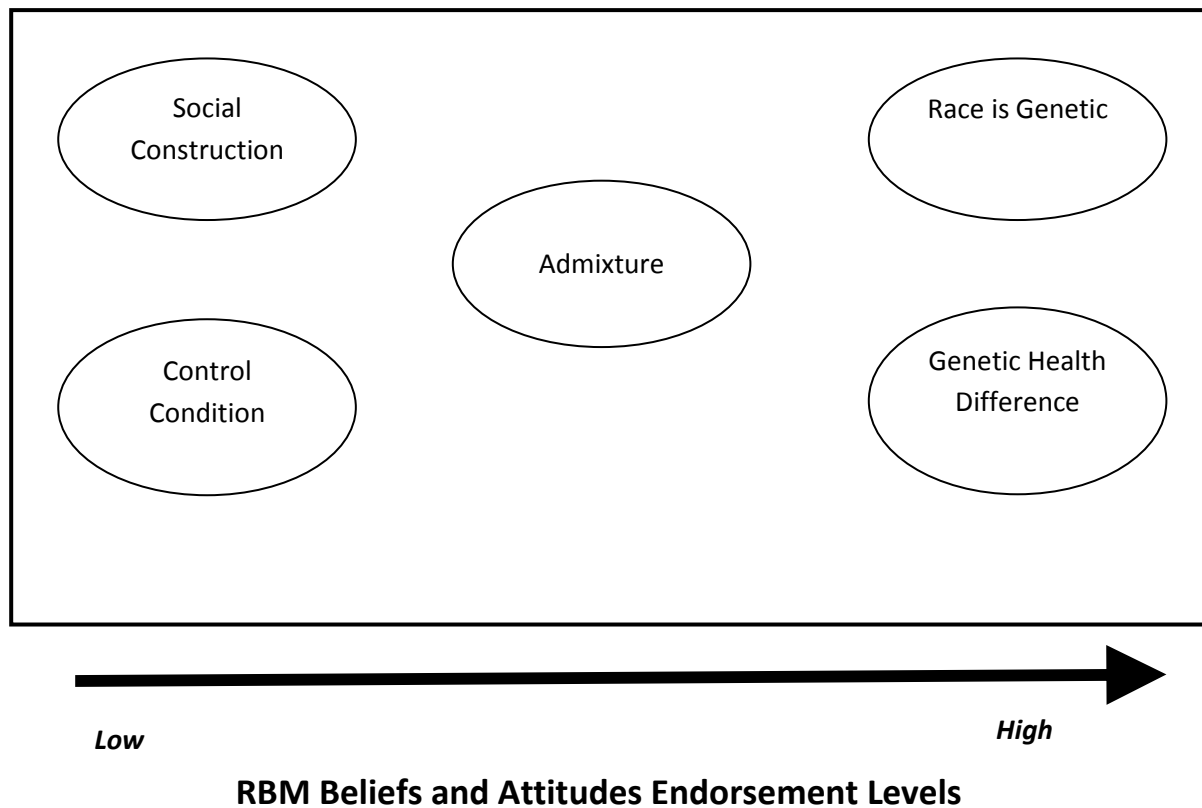 Social
Construction
Race is Genetic
Admixture
Control
Condition
Genetic Health
Difference
Low
High
RBM Beliefs and Attitudes Endorsement Levels